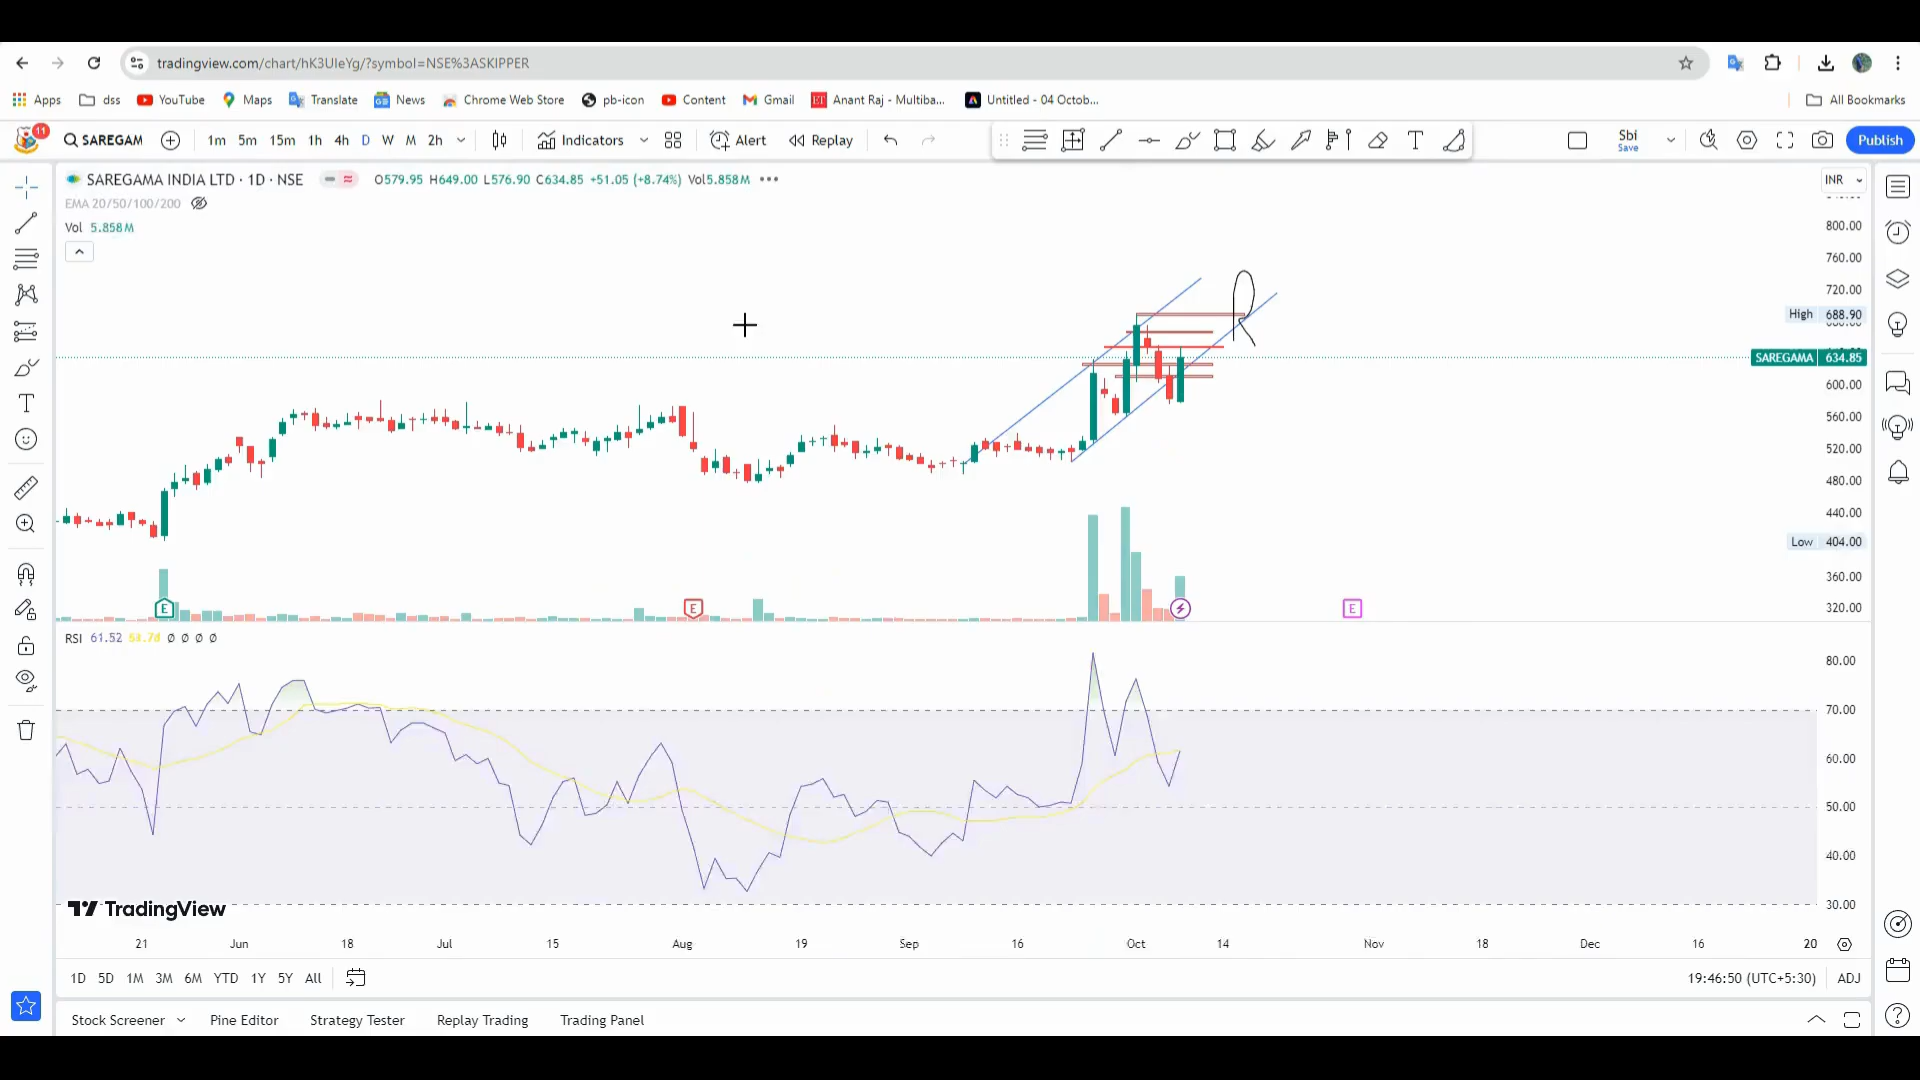 tradingview.com/chart/hK3UIeYg/?symbol=NSE%3ASKIPPER
Apps dss YouTube Maps Translate News Chrome Web Store pb-icon Content Gmail ET Anant Raj - Multiba... Untitled - 04 Octob... All Bookmarks
11 SAREGAM 1m 5m 15m 1h 4h D W M 2h Indicators Alert Replay T Sbi Save Publish
SAREGAMA INDIA LTD · 1D · NSE O579.95 H649.00 L576.90 C634.85 +51.05 (+8.74%) Vol5.858M INR
EMA 20/50/100/200
Vol 5.858M
800.00
760.00
720.00
R
High 688.90
SAREGAMA 634.85
600.00
560.00
520.00
480.00
440.00
Low 404.00
360.00
E E E 320.00
RSI 61.52 Ø Ø Ø Ø
80.00
70.00
60.00
50.00
40.00
30.00
TradingView
21 Jun 18 Jul 15 Aug 19 Sep 16 Oct 14 Nov 18 Dec 16 20
1D 5D 1M 3M 6M YTD 1Y 5Y All 19:46:50 (UTC+5:30) ADJ
Stock Screener Pine Editor Strategy Tester Replay Trading Trading Panel